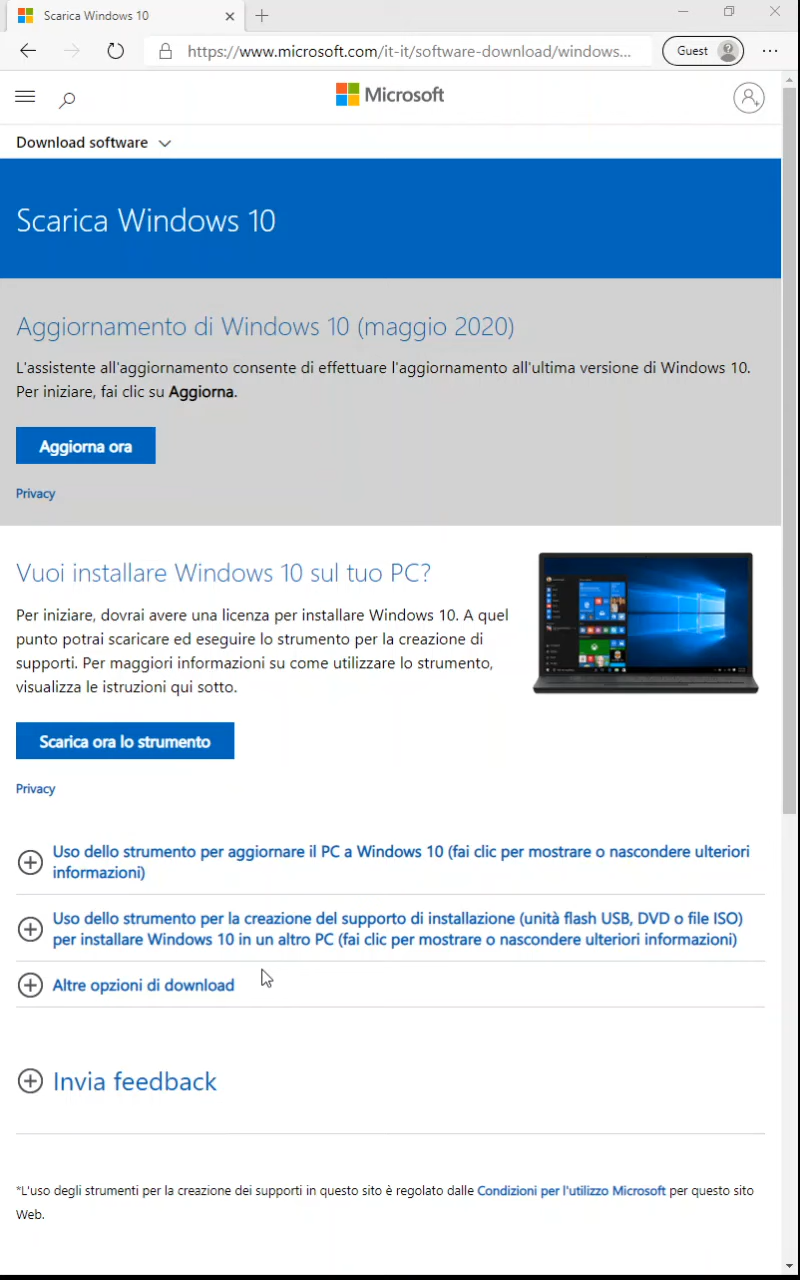 Scarica Windows 10
https://www.microsoft.com/it-it/software-download/windows...
Guest
Microsoft
Download software
Scarica Windows 10
Aggiornamento di Windows 10 (maggio 2020)
L'assistente all'aggiornamento consente di effettuare l'aggiornamento all'ultima versione di Windows 10.
Per iniziare, fai clic su Aggiorna.
Aggiorna ora
Privacy
Vuoi installare Windows 10 sul tuo PC?
Per iniziare, dovrai avere una licenza per installare Windows 10. A quel
punto potrai scaricare ed eseguire lo strumento per la creazione di
supporti. Per maggiori informazioni su come utilizzare lo strumento,
visualizza le istruzioni qui sotto.
Scarica ora lo strumento
Privacy
Uso dello strumento per aggiornare il PC a Windows 10 (fai clic per mostrare o nascondere ulteriori
informazioni)
Uso dello strumento per la creazione del supporto di installazione (unità flash USB, DVD o file ISO)
per installare Windows 10 in un altro PC (fai clic per mostrare o nascondere ulteriori informazioni)
Altre opzioni di download
Invia feedback
*L'uso degli strumenti per la creazione dei supporti in questo sito è regolato dalle Condizioni per l'utilizzo Microsoft per questo sito
Web.